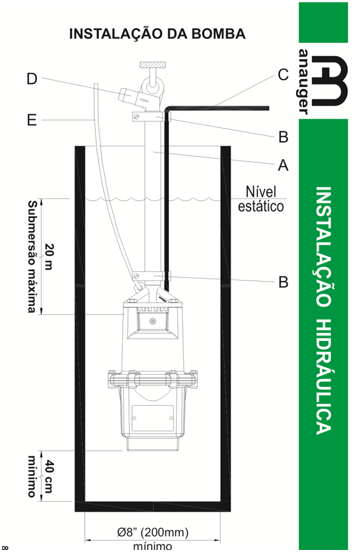 INSTALAÇÃO DA BOMBA
D
E
C
B
A
Nível
estático
20 m
Submersão máxima
B
40 cm
mínimo
Ø8" (200mm)
mínimo
8
anauger
INSTALAÇÃO HIDRÁULICA